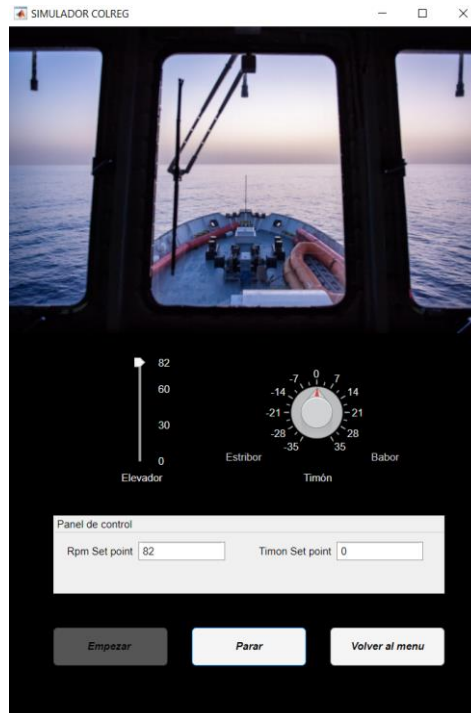 SIMULADOR COLREG
82
60
30
0
Elevador
-35 -28 -21 -14 -7 0 7 14 21 28 35
Estribor
Babor
Timón
Panel de control
Rpm Set point 82 Timon Set point 0
Empezar Parar Volver al menu